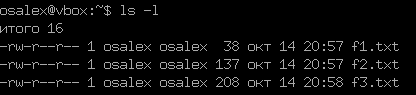 osalex@vbox:~$ ls -l
итого 16
-rw-r--r-- 1 osalex osalex  38 окт 14 20:57 f1.txt
-rw-r--r-- 1 osalex osalex 137 окт 14 20:57 f2.txt
-rw-r--r-- 1 osalex osalex 208 окт 14 20:58 f3.txt